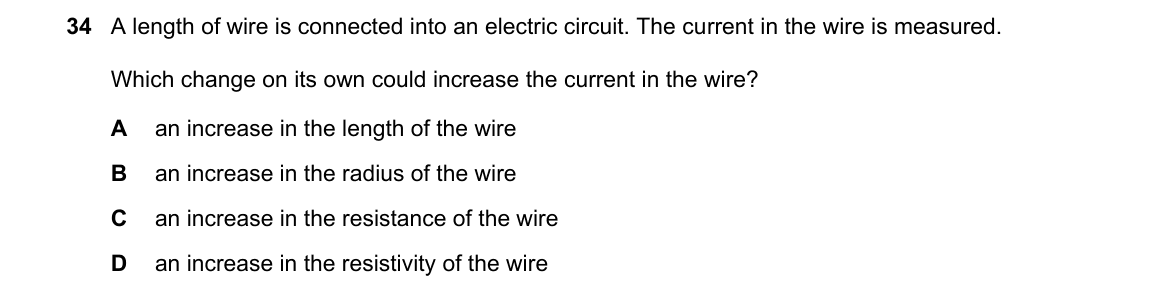 34 A length of wire is connected into an electric circuit. The current in the wire is measured.
Which change on its own could increase the current in the wire?
A an increase in the length of the wire
B an increase in the radius of the wire
C an increase in the resistance of the wire
D an increase in the resistivity of the wire